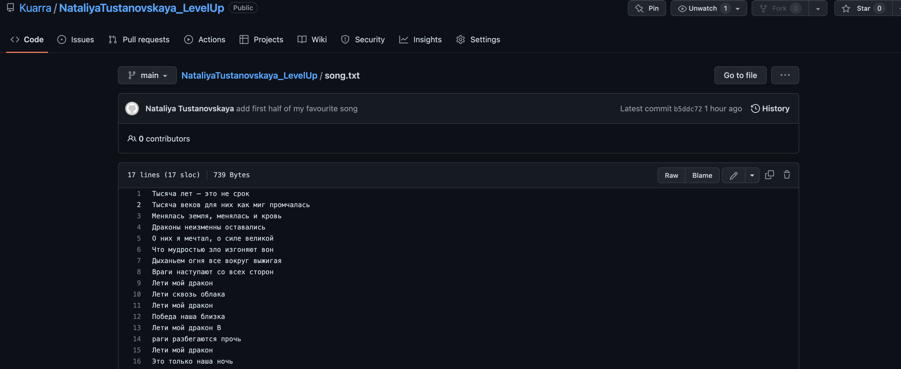 Kuarra / NataliyaTustanovskaya_LevelUp Public
Pin
Unwatch 1
Fork 0
Star 0
Code
Issues
Pull requests
Actions
Projects
Wiki
Security
Insights
Settings
main
NataliyaTustanovskaya_LevelUp / song.txt
Go to file
...
Nataliya Tustanovskaya add first half of my favourite song
Latest commit b5ddc72 1 hour ago
History
0 contributors
17 lines (17 sloc) 739 Bytes
Raw
Blame
1 Тысяча лет – это не срок
2 Тысяча веков для них как миг промчалась
3 Менялась земля, менялась и кровь
4 Драконы неизменны оставались
5 О них я мечтал, о силе великой
6 Что мудростью зло изгоняют вон
7 Дыханьем огня все вокруг выжигая
8 Враги наступают со всех сторон
9 Лети мой дракон
10 Лети сквозь облака
11 Лети мой дракон
12 Победа наша близка
13 Лети мой дракон В
14 раги разбегаются прочь
15 Лети мой дракон
16 Это только наша ночь